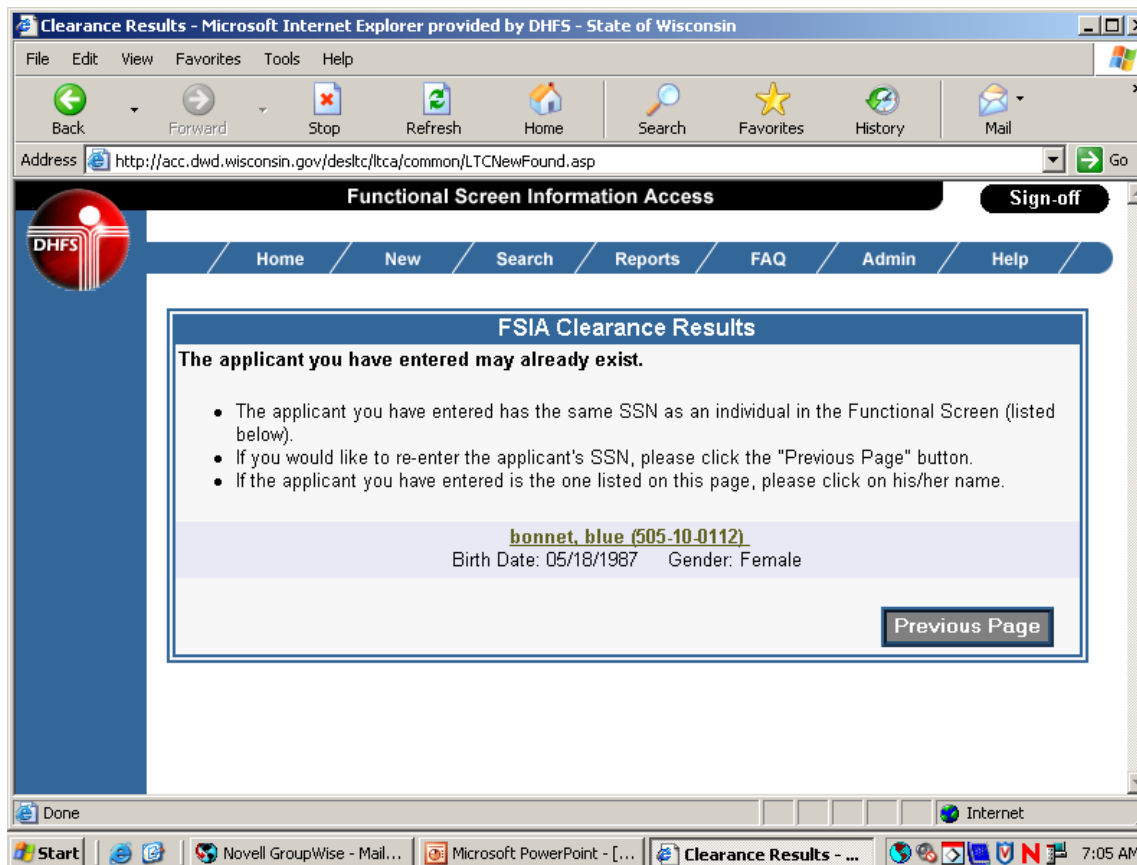 Clearance Results - Microsoft Internet Explorer provided by DHFS - State of Wisconsin
File Edit View Favorites Tools Help
Back Forward Stop Refresh Home Search Favorites History Mail
Address http://acc.dwd.wisconsin.gov/desltc/ltca/common/LTCNewFound.asp Go
Functional Screen Information Access Sign-off
DHFS
Home New Search Reports FAQ Admin Help
FSIA Clearance Results
The applicant you have entered may already exist.
• The applicant you have entered has the same SSN as an individual in the Functional Screen (listed
below).
• If you would like to re-enter the applicant's SSN, please click the "Previous Page" button.
• If the applicant you have entered is the one listed on this page, please click on his/her name.
bonnet, blue (505-10-0112)
Birth Date: 05/18/1987 Gender: Female
Previous Page
Done Internet
Start Novell GroupWise - Mail... Microsoft PowerPoint - [... Clearance Results - ... 7:05 AM